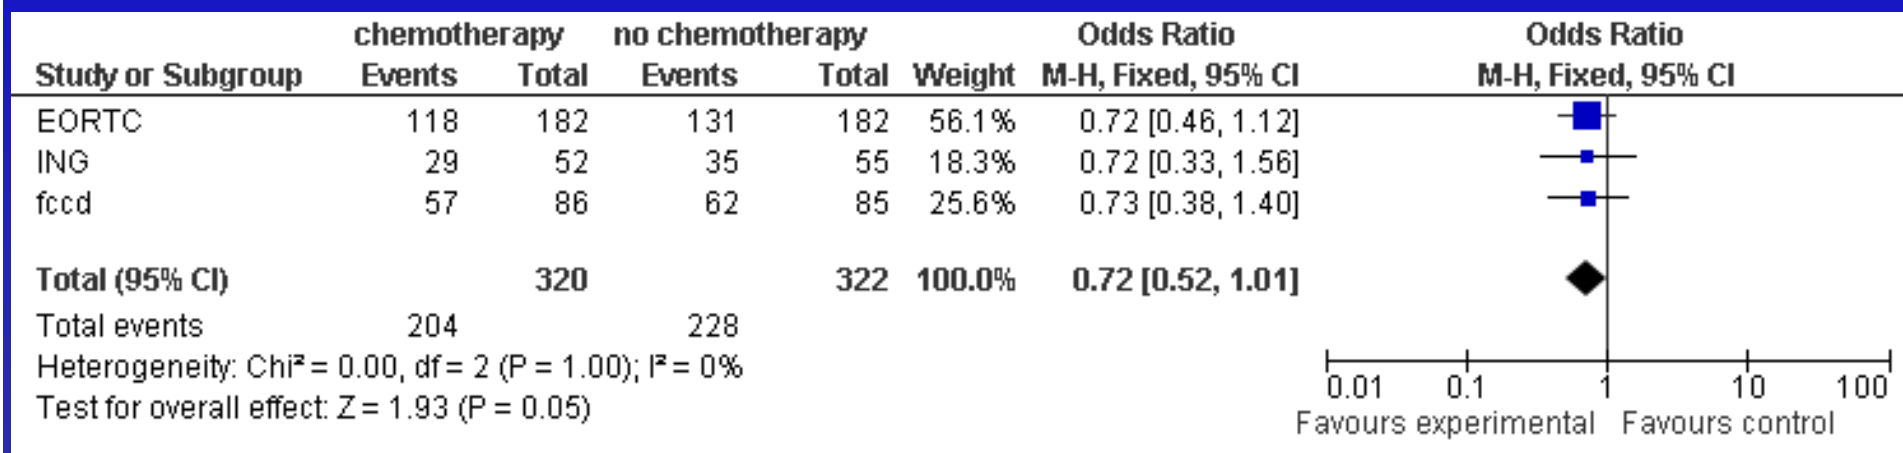 chemotherapy no chemotherapy Odds Ratio Odds Ratio
Study or Subgroup Events Total Events Total Weight M-H, Fixed, 95% CI M-H, Fixed, 95% CI
EORTC 118 182 131 182 56.1% 0.72 [0.46, 1.12]
ING 29 52 35 55 18.3% 0.72 [0.33, 1.56]
fccd 57 86 62 85 25.6% 0.73 [0.38, 1.40]
Total (95% CI) 320 322 100.0% 0.72 [0.52, 1.01]
Total events 204 228
Heterogeneity: Chi² = 0.00, df = 2 (P = 1.00); I² = 0%
Test for overall effect: Z = 1.93 (P = 0.05)
0.01 0.1 1 10 100
Favours experimental Favours control